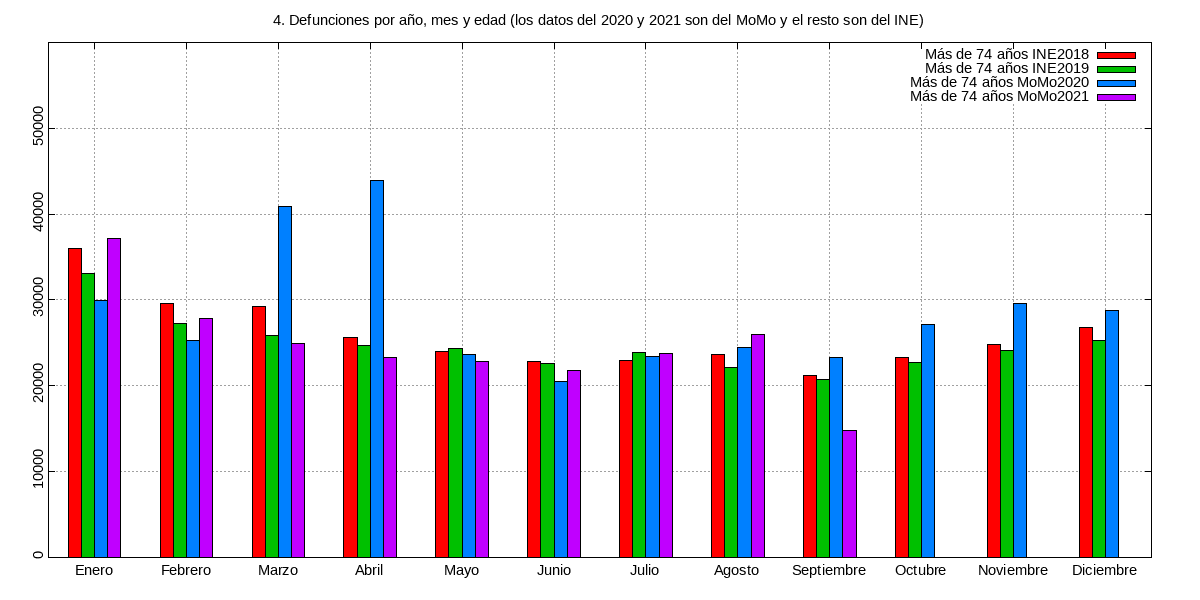 4. Defunciones por año, mes y edad (los datos del 2020 y 2021 son del MoMo y el resto son del INE)
Más de 74 años INE2018
Más de 74 años INE2019
Más de 74 años MoMo2020
Más de 74 años MoMo2021
50000
40000
30000
20000
10000
0
Enero Febrero Marzo Abril Mayo Junio Julio Agosto Septiembre Octubre Noviembre Diciembre